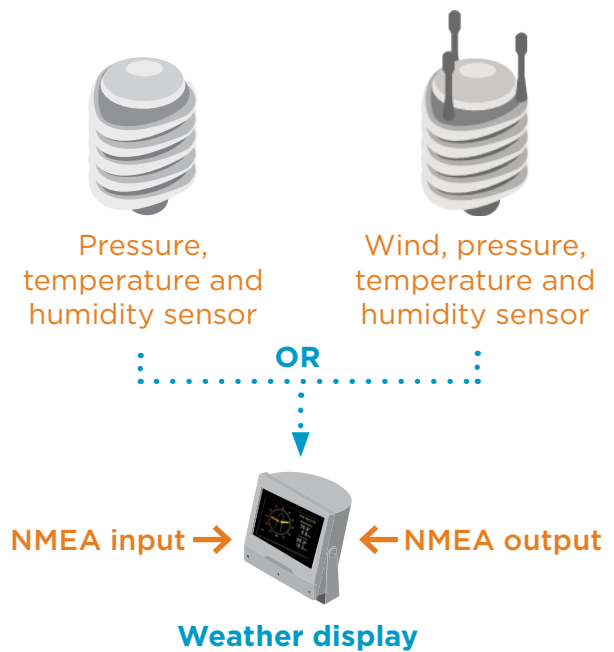 Pressure,
temperature and
humidity sensor
Wind, pressure,
temperature and
humidity sensor
OR
NMEA input
NMEA output
Weather display